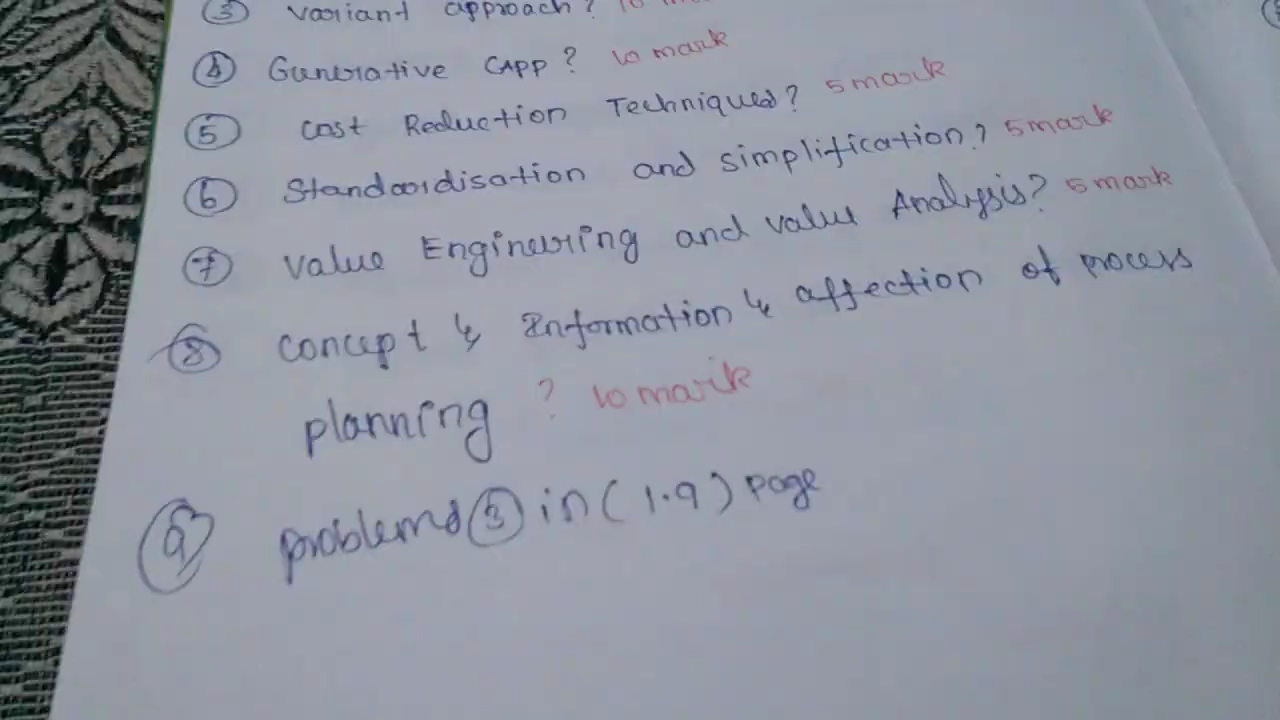 ③ variant approach? 10
④ Generative CAPP? 10 mark
⑤ cost Reduction Techniques? 5 mark
⑥ Standardisation and simplification? 5 mark
⑦ value Engineering and value Analysis? 5 mark
⑧ concept & Information & affection of process
planning ? 10 mark
⑨ problems ③ in (1.9) page